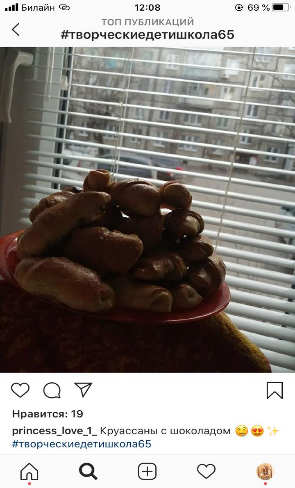 Билайн 12:08 69 %
ТОП ПУБЛИКАЦИЙ
#творческиедетишкола65
Нравится: 19
princess_love_1_ Круассаны с шоколадом 😋😍✨
#творческиедетишкола65